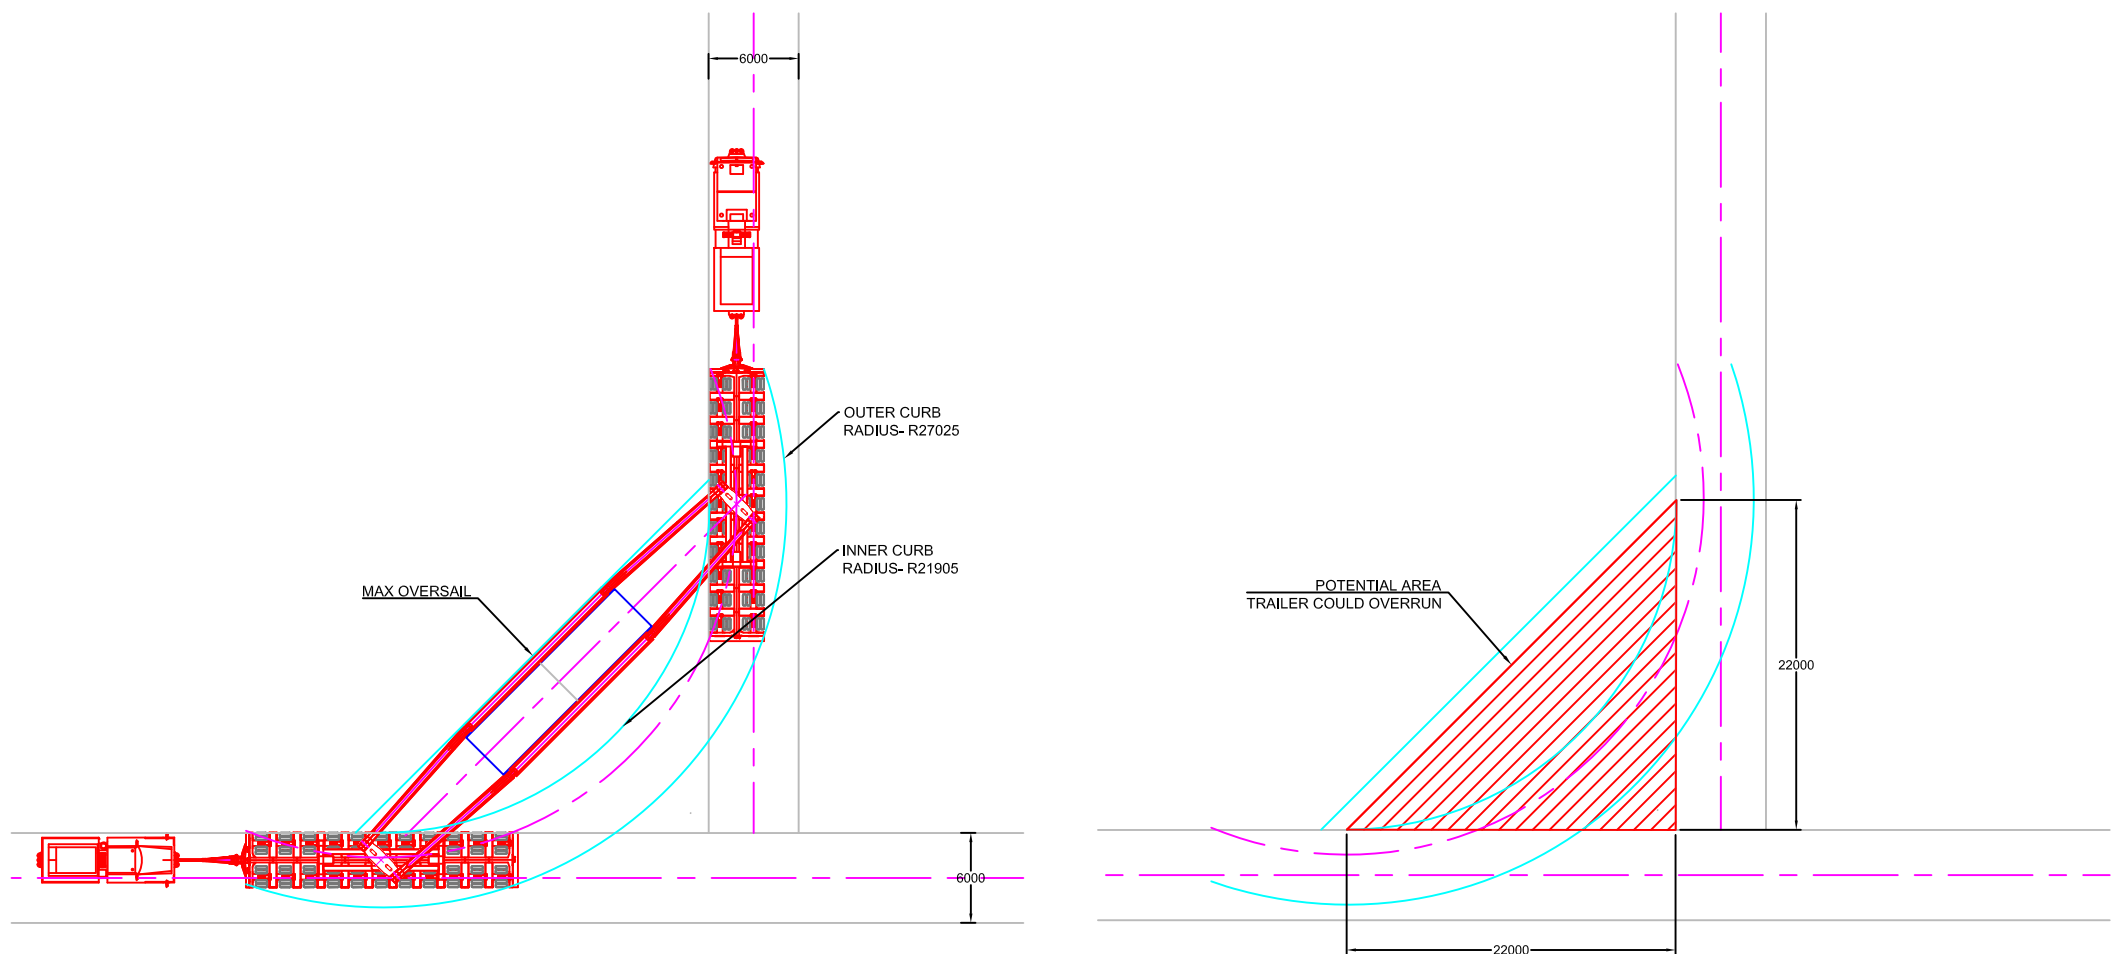 6000
OUTER CURB
RADIUS- R27025
INNER CURB
RADIUS- R21905
MAX OVERSAIL
6000
POTENTIAL AREA
TRAILER COULD OVERRUN
22000
22000